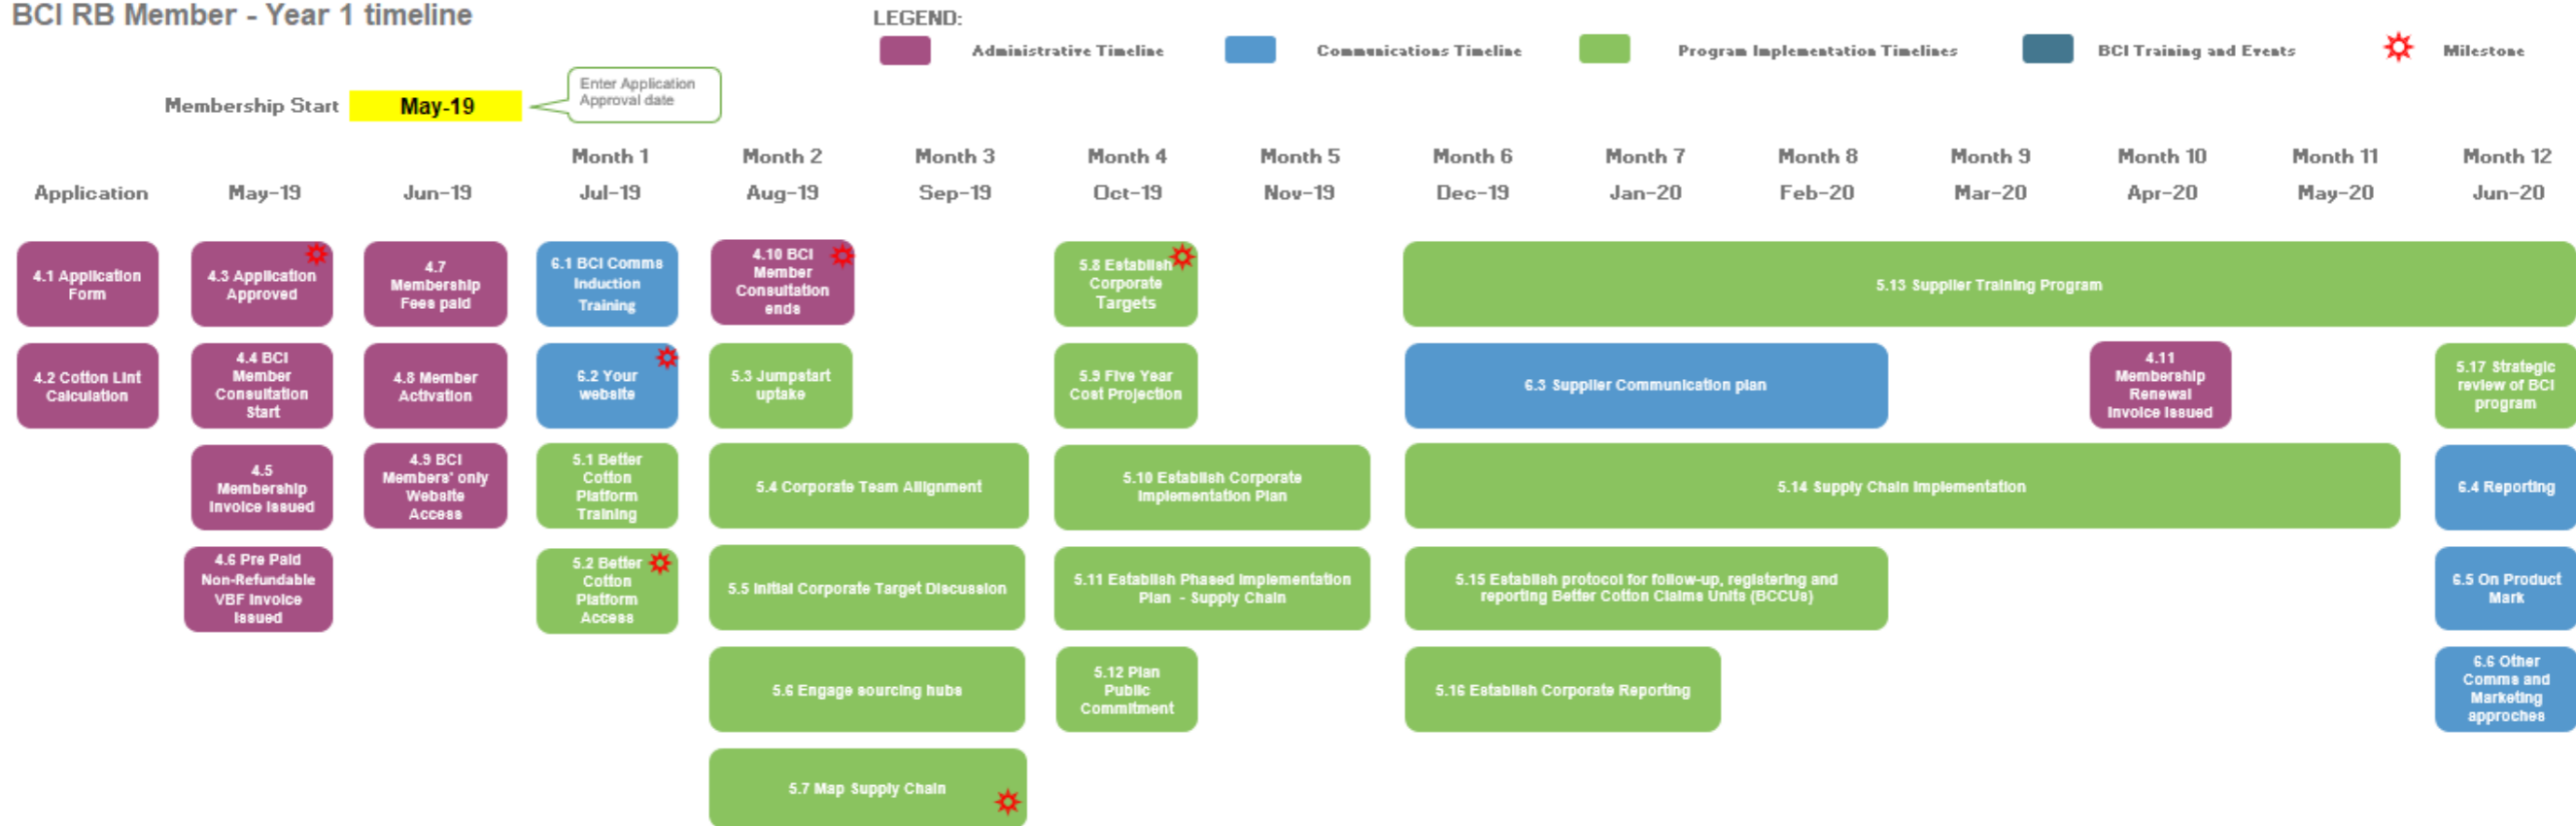 BCI RB Member - Year 1 timeline
LEGEND:
Administrative Timeline
Communications Timeline
Program Implementation Timelines
BCI Training and Events
Milestone
Membership Start
May-19
Enter Application
Approval date
Month 1
Month 2
Month 3
Month 4
Month 5
Month 6
Month 7
Month 8
Month 9
Month 10
Month 11
Month 12
Application
May-19
Jun-19
Jul-19
Aug-19
Sep-19
Oct-19
Nov-19
Dec-19
Jan-20
Feb-20
Mar-20
Apr-20
May-20
Jun-20
4.1 Application
Form
4.3 Application
Approved
4.7
Membership
Fees paid
6.1 BCI Comms
Induction
Training
4.10 BCI
Member
Consultation
ends
5.8 Establish
Corporate
Targets
5.13 Supplier Training Program
4.2 Cotton Lint
Calculation
4.4 BCI
Member
Consultation
Start
4.8 Member
Activation
6.2 Your
website
5.3 Jumpstart
uptake
5.9 Five Year
Cost Projection
6.3 Supplier Communication plan
4.11
Membership
Renewal
Invoice Issued
5.17 Strategic
review of BCI
program
4.5
Membership
Invoice Issued
4.9 BCI
Members' only
Website
Access
5.1 Better
Cotton
Platform
Training
5.4 Corporate Team Allignment
5.10 Establish Corporate
Implementation Plan
5.14 Supply Chain Implementation
6.4 Reporting
4.6 Pre Paid
Non-Refundable
VBF Invoice
Issued
5.2 Better
Cotton
Platform
Access
5.5 Initial Corporate Target Discussion
5.11 Establish Phased Implementation
Plan - Supply Chain
5.15 Establish protocol for follow-up, registering and
reporting Better Cotton Claims Units (BCCUs)
6.5 On Product
Mark
5.6 Engage sourcing hubs
5.12 Plan
Public
Commitment
5.16 Establish Corporate Reporting
6.6 Other
Comms and
Marketing
approches
5.7 Map Supply Chain